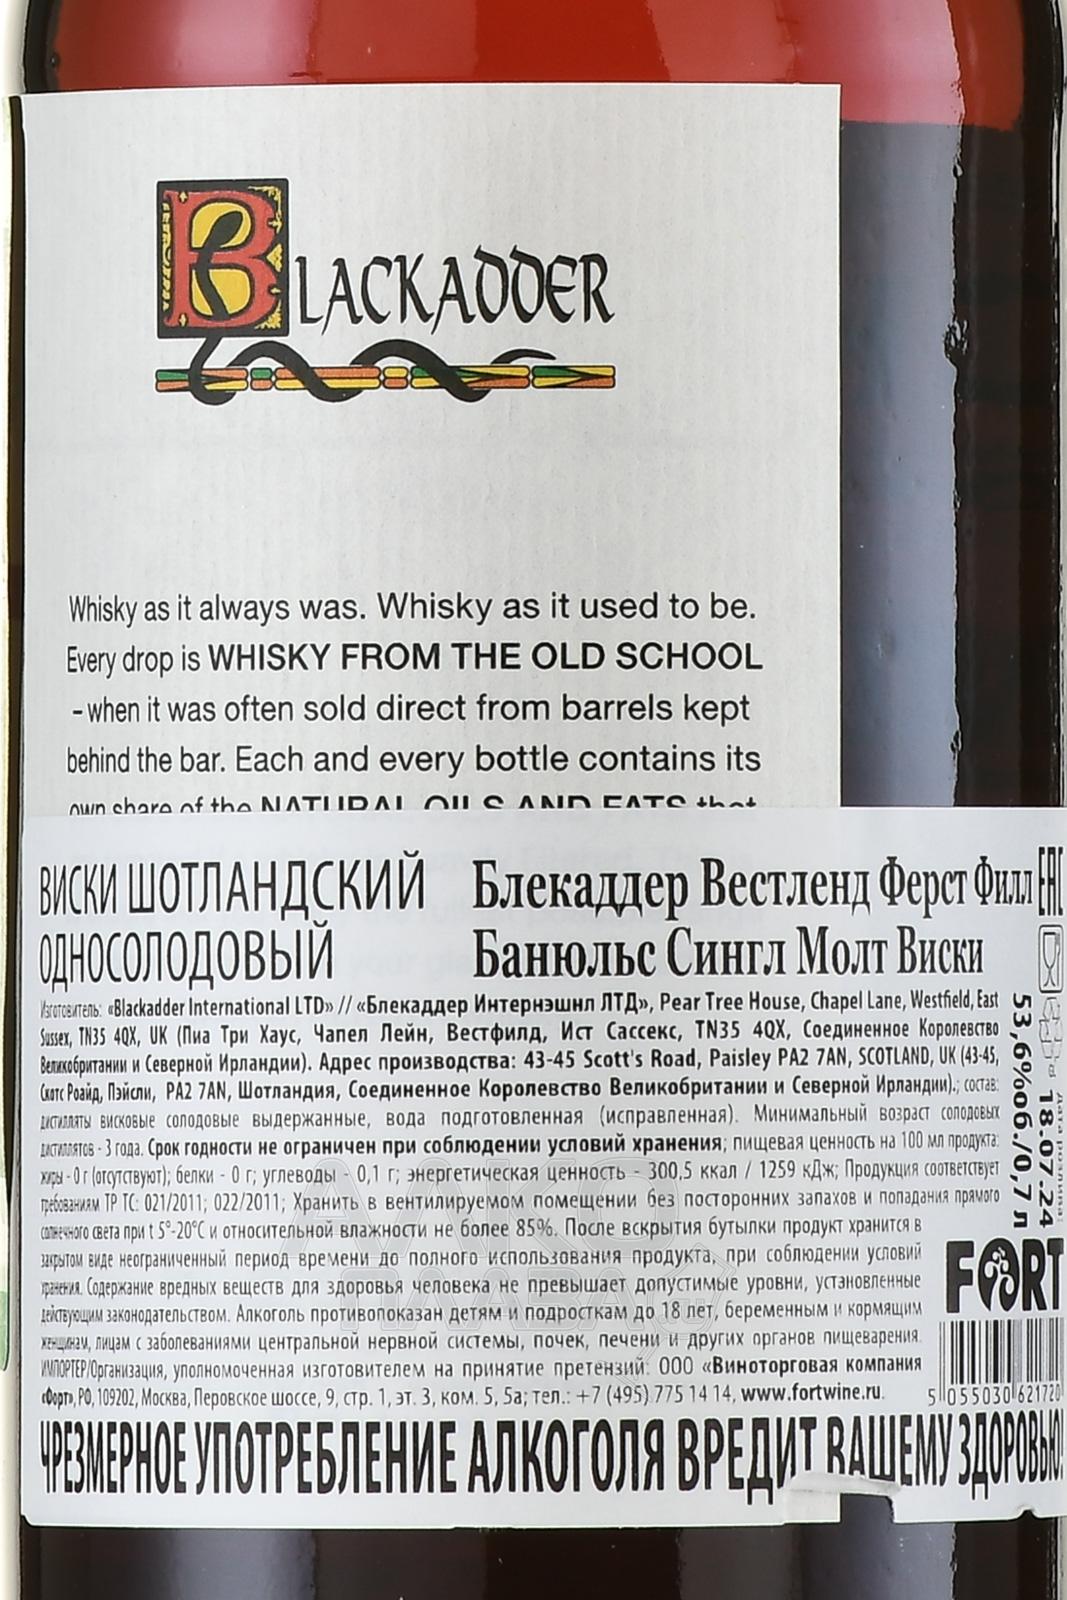 BLACKADDER
Whisky as it always was. Whisky as it used to be.
Every drop is WHISKY FROM THE OLD SCHOOL
- when it was often sold direct from barrels kept
behind the bar. Each and every bottle contains its
own share of the NATURAL OILS AND FATS that
ВИСКИ ШОТЛАНДСКИЙ
ОДНОСОЛОДОВЫЙ
Блекаддер Вестленд Ферст Филл
Банюльс Сингл Молт Виски
EAC
Изготовитель: «Blackadder International LTD» // «Блекаддер Интернэшнл ЛТД», Pear Tree House, Chapel Lane, Westfield, East
Sussex, TN35 4QX, UK (Пиа Три Хаус, Чапел Лейн, Вестфилд, Ист Сассекс, TN35 4QX, Соединенное Королевство
Великобритании и Северной Ирландии). Адрес производства: 43-45 Scott's Road, Paisley PA2 7AN, SCOTLAND, UK (43-45,
Скотс Роайд, Пэйсли, PA2 7AN, Шотландия, Соединенное Королевство Великобритании и Северной Ирландии).; состав:
дистилляты висковые солодовые выдержанные, вода подготовленная (исправленная). Минимальный возраст солодовых
дистиллятов - 3 года. Срок годности не ограничен при соблюдении условий хранения; пищевая ценность на 100 мл продукта:
жиры - 0 г (отсутствуют); белки - 0 г; углеводы - 0,1 г; энергетическая ценность - 300,5 ккал / 1259 кДж; Продукция соответствует
требованиям ТР ТС: 021/2011; 022/2011; Хранить в вентилируемом помещении без посторонних запахов и попадания прямого
солнечного света при t 5°-20°C и относительной влажности не более 85%. После вскрытия бутылки продукт хранится в
закрытом виде неограниченный период времени до полного использования продукта, при соблюдении условий
хранения. Содержание вредных веществ для здоровья человека не превышает допустимые уровни, установленные
действующим законодательством. Алкоголь противопоказан детям и подросткам до 18 лет, беременным и кормящим
женщинам, лицам с заболеваниями центральной нервной системы, почек, печени и других органов пищеварения.
ИМПОРТЕР/Организация, уполномоченная изготовителем на принятие претензий: ООО «Виноторговая компания
«Форт», РФ, 109202, Москва, Перовское шоссе, 9, стр. 1, эт. 3, ком. 5, 5а; тел.: +7 (495) 775 14 14, www.fortwine.ru.
53,6%об./0,7 л
Дата розлива:
18.07.24
FORT
5 055030 621720
ЧРЕЗМЕРНОЕ УПОТРЕБЛЕНИЕ АЛКОГОЛЯ ВРЕДИТ ВАШЕМУ ЗДОРОВЬЮ!